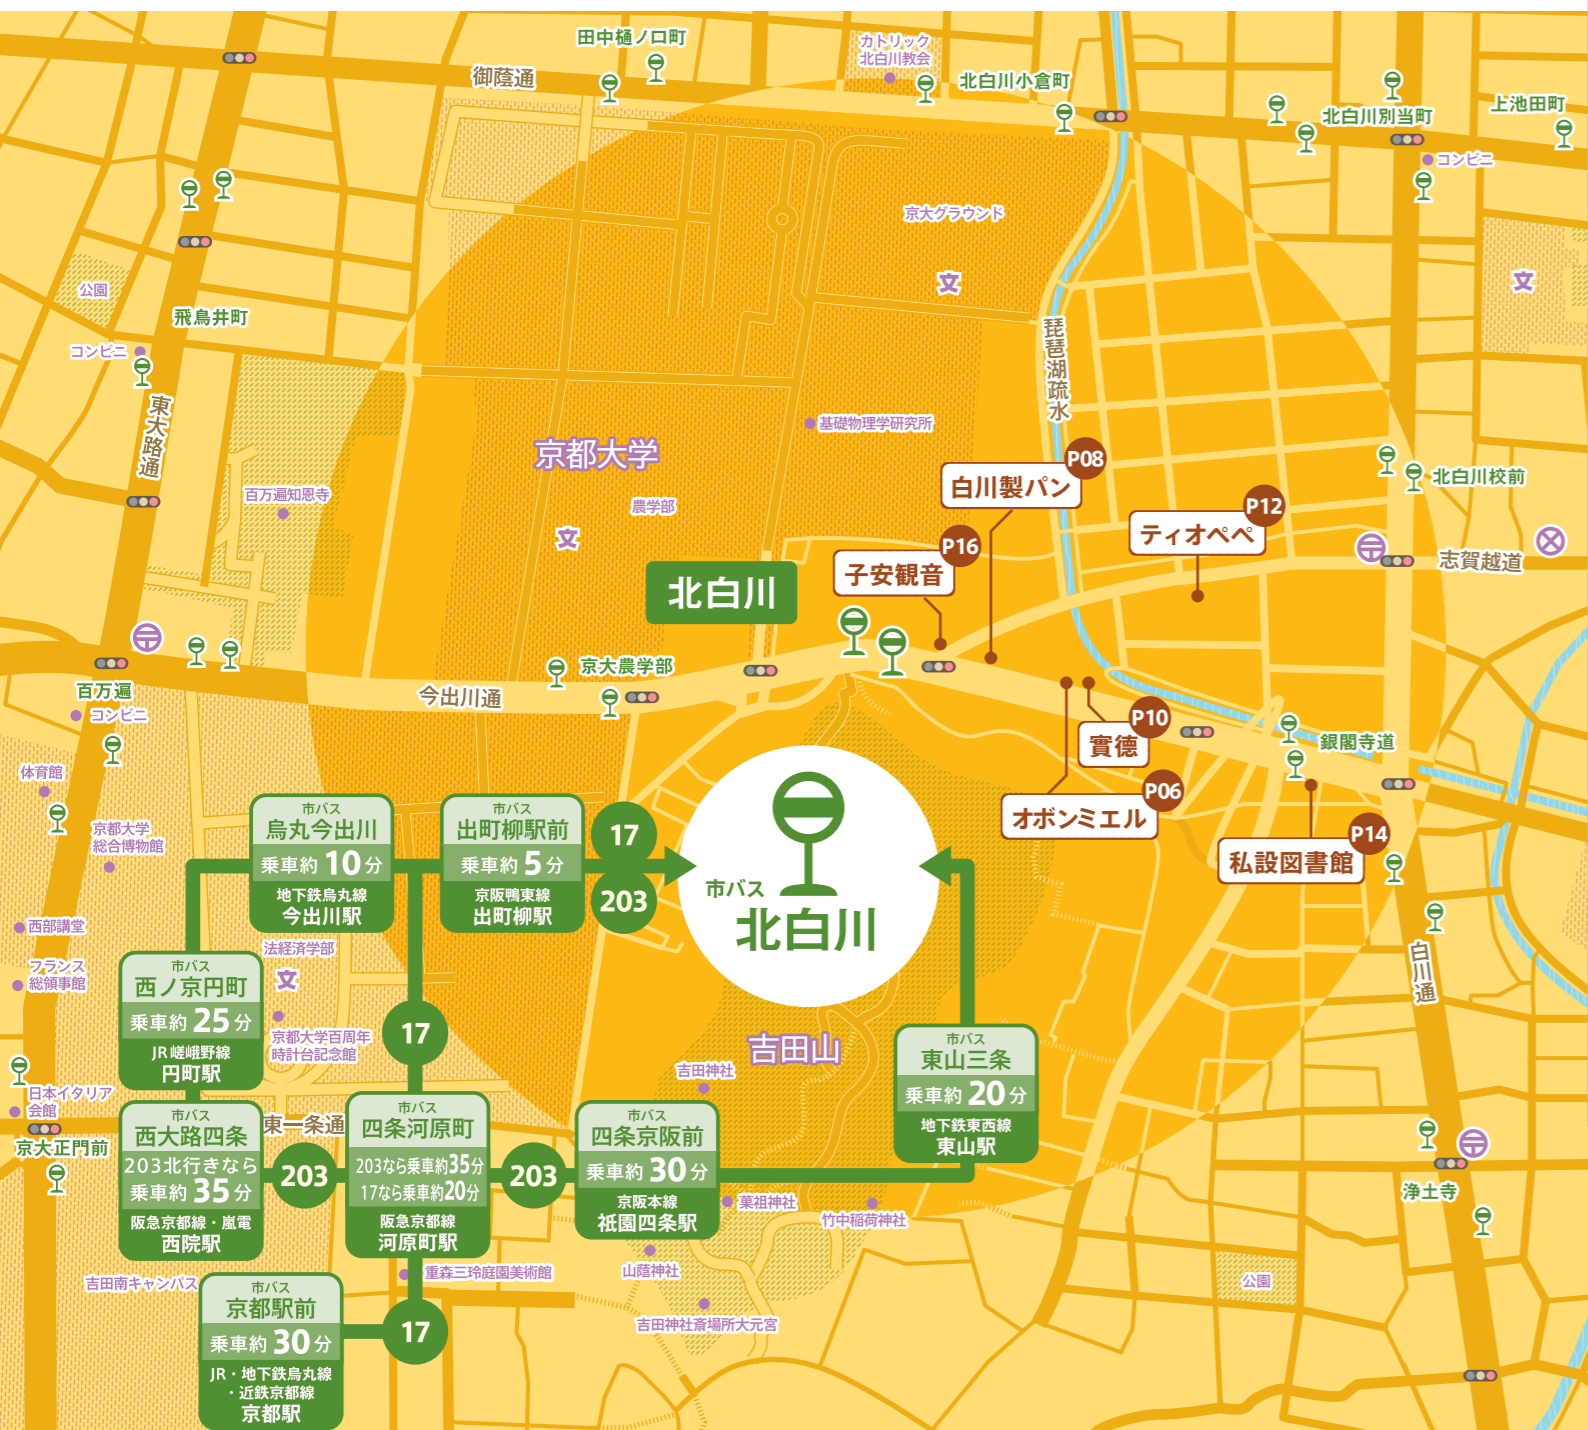 田中樋ノ口町
カトリック
北白川教会
御蔭通
北白川小倉町
北白川別当町
上池田町
コンビニ
京大グラウンド
文
文
公園
飛鳥井町
コンビニ
琵琶湖疏水
東大路通
基礎物理学研究所
京都大学
白川製パン
P08
北白川校前
百万遍知恩寺
農学部
文
ティオペペ
P12
子安観音
P16
志賀越道
北白川
京大農学部
百万遍
今出川通
コンビニ
實德
P10
銀閣寺道
体育館
オボンミエル
P06
京都大学
総合博物館
私設図書館
P14
市バス
烏丸今出川
乗車約10分
地下鉄烏丸線
今出川駅
市バス
出町柳駅前
乗車約5分
京阪鴨東線
出町柳駅
17
203
市バス
北白川
西部講堂
フランス
総領事館
法経済学部
文
白川通
市バス
西ノ京円町
乗車約25分
JR嵯峨野線
円町駅
京都大学百周年
時計台記念館
17
吉田山
吉田神社
市バス
東山三条
乗車約20分
地下鉄東西線
東山駅
日本イタリア
会館
京大正門前
市バス
西大路四条
203北行きなら
乗車約35分
阪急京都線・嵐電
西院駅
東一条通
203
市バス
四条河原町
203なら乗車約35分
17なら乗車約20分
阪急京都線
河原町駅
203
市バス
四条京阪前
乗車約30分
京阪本線
祇園四条駅
菓祖神社
竹中稲荷神社
浄土寺
山蔭神社
重森三玲庭園美術館
吉田南キャンパス
公園
吉田神社斎場所大元宮
市バス
京都駅前
乗車約30分
JR・地下鉄烏丸線
・近鉄京都線
京都駅
17